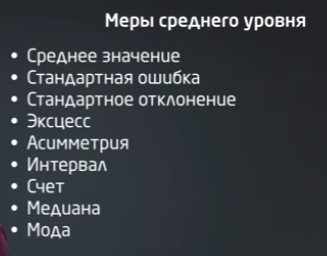 Меры среднего уровня
• Среднее значение
• Стандартная ошибка
• Стандартное отклонение
• Эксцесс
• Асимметрия
• Интервал
• Счет
• Медиана
• Мода